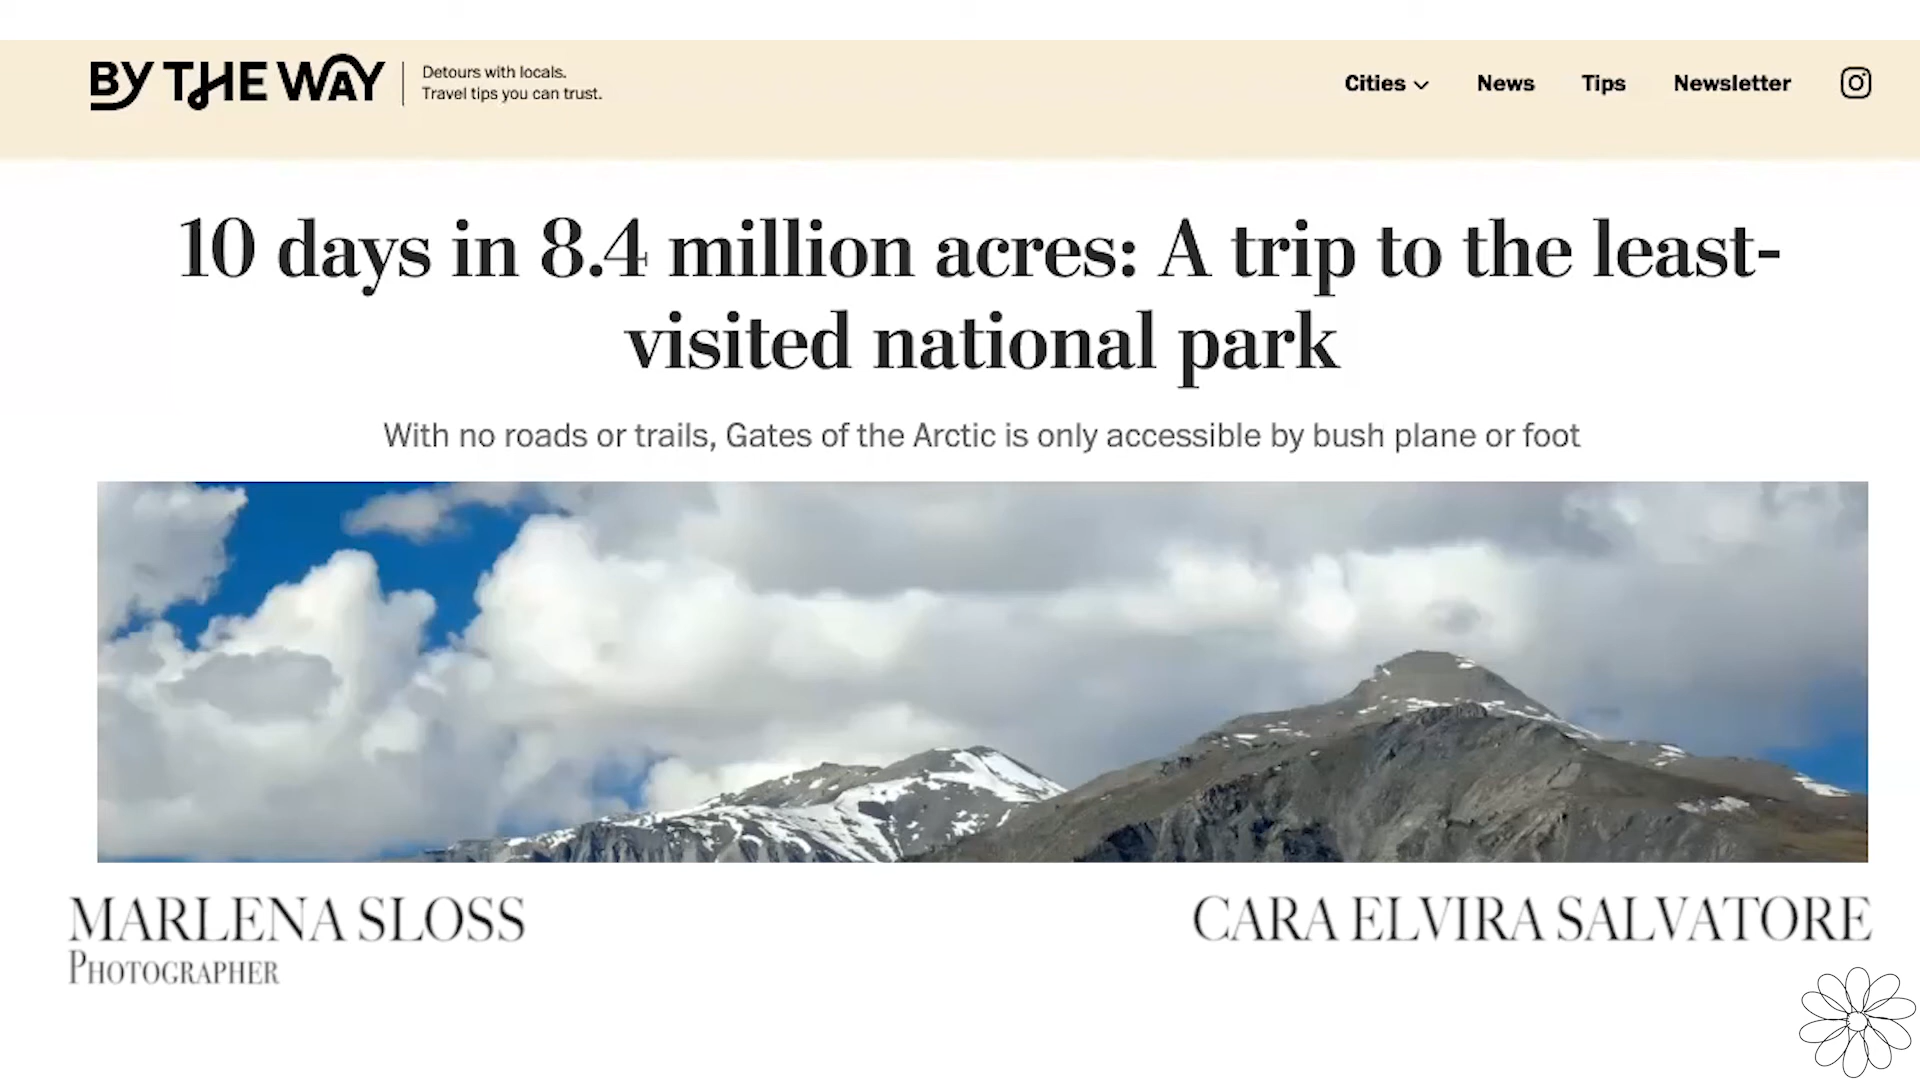 BY THE WAY
Detours with locals.
Travel tips you can trust.
Cities
News
Tips
Newsletter
10 days in 8.4 million acres: A trip to the least-
visited national park
With no roads or trails, Gates of the Arctic is only accessible by bush plane or foot
MARLENA SLOSS
PHOTOGRAPHER
CARA ELVIRA SALVATORE